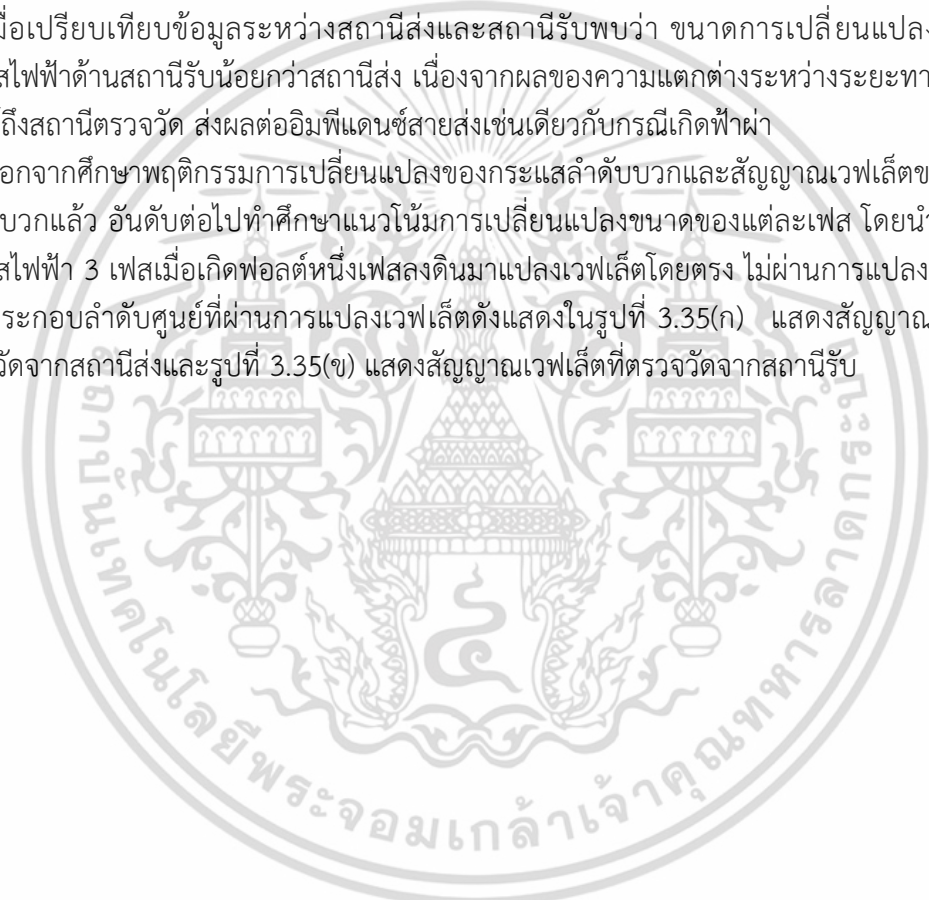 มื่อเปรียบเทียบข้อมูลระหว่างสถานีส่งและสถานีรับพบว่า ขนาดการเปลี่ยนแปลง
สไฟฟ้าด้านสถานีรับน้อยกว่าสถานีส่ง เนื่องจากผลของความแตกต่างระหว่างระยะทา
ถึงสถานีตรวจวัด ส่งผลต่ออิมพีแดนซ์สายส่งเช่นเดียวกับกรณีเกิดฟ้าผ่า
อกจากศึกษาพฤติกรรมการเปลี่ยนแปลงของกระแสลำดับบวกและสัญญาณเวฟเล็ตข
บวกแล้ว อันดับต่อไปทำศึกษาแนวโน้มการเปลี่ยนแปลงขนาดของแต่ละเฟส โดยนำ
สไฟฟ้า 3 เฟสเมื่อเกิดฟอลต์หนึ่งเฟสลงดินมาแปลงเวฟเล็ตโดยตรง ไม่ผ่านการแปลง
ระกอบลำดับศูนย์ที่ผ่านการแปลงเวฟเล็ตดังแสดงในรูปที่ 3.35(ก) แสดงสัญญาณ
วัดจากสถานีส่งและรูปที่ 3.35(ข) แสดงสัญญาณเวฟเล็ตที่ตรวจวัดจากสถานีรับ
สถาบันเทคโนโลยีพระจอมเกล้าเจ้าคุณทหารลาดกระบัง